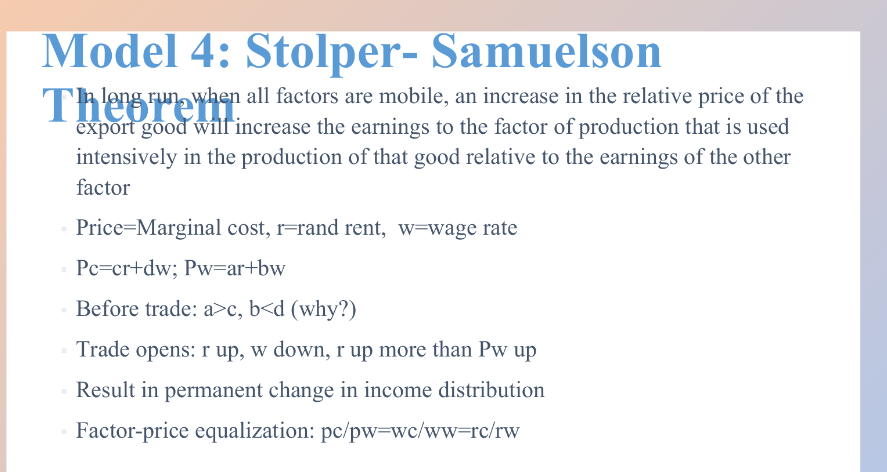 Model 4: Stolper- Samuelson
Theorem
In long run, when all factors are mobile, an increase in the relative price of the
export good will increase the earnings to the factor of production that is used
intensively in the production of that good relative to the earnings of the other
factor
Price=Marginal cost, r=rand rent, w=wage rate
Pc=cr+dw; Pw=ar+bw
Before trade: a>c, b<d (why?)
Trade opens: r up, w down, r up more than Pw up
Result in permanent change in income distribution
Factor-price equalization: pc/pw=wc/ww=rc/rw